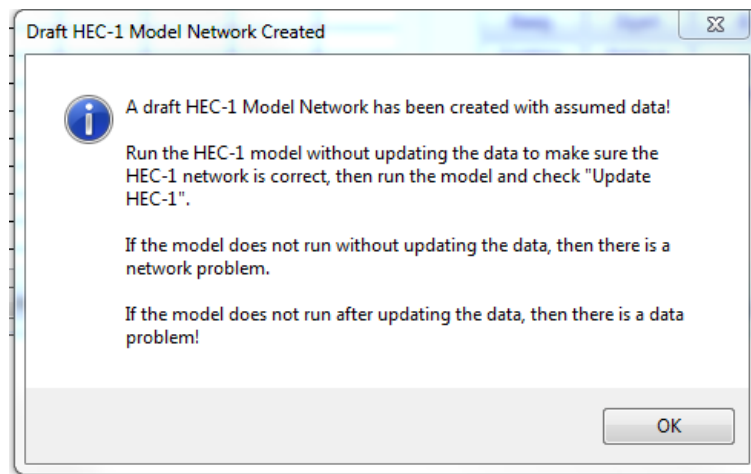 Draft HEC-1 Model Network Created
A draft HEC-1 Model Network has been created with assumed data!
Run the HEC-1 model without updating the data to make sure the
HEC-1 network is correct, then run the model and check "Update
HEC-1".
If the model does not run without updating the data, then there is a
network problem.
If the model does not run after updating the data, then there is a data
problem!
OK